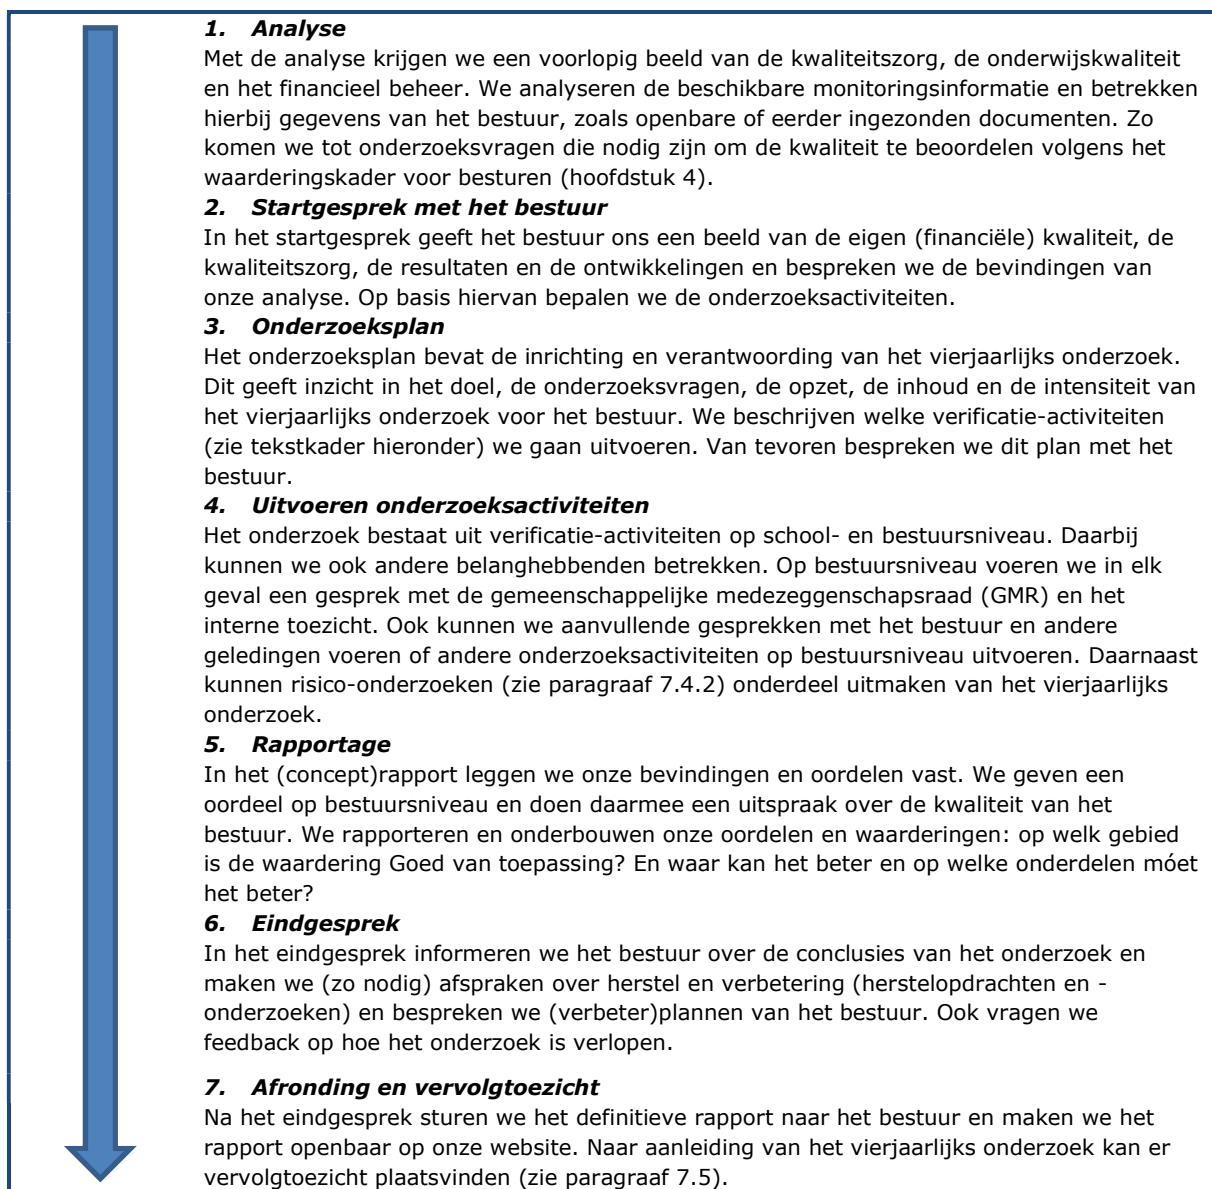 1. Analyse
Met de analyse krijgen we een voorlopig beeld van de kwaliteitszorg, de onderwijskwaliteit
en het financieel beheer. We analyseren de beschikbare monitoringsinformatie en betrekken
hierbij gegevens van het bestuur, zoals openbare of eerder ingezonden documenten. Zo
komen we tot onderzoeksvragen die nodig zijn om de kwaliteit te beoordelen volgens het
waarderingskader voor besturen (hoofdstuk 4).
2. Startgesprek met het bestuur
In het startgesprek geeft het bestuur ons een beeld van de eigen (financiële) kwaliteit, de
kwaliteitszorg, de resultaten en de ontwikkelingen en bespreken we de bevindingen van
onze analyse. Op basis hiervan bepalen we de onderzoeksactiviteiten.
3. Onderzoeksplan
Het onderzoeksplan bevat de inrichting en verantwoording van het vierjaarlijks onderzoek.
Dit geeft inzicht in het doel, de onderzoeksvragen, de opzet, de inhoud en de intensiteit van
het vierjaarlijks onderzoek voor het bestuur. We beschrijven welke verificatie-activiteiten
(zie tekstkader hieronder) we gaan uitvoeren. Van tevoren bespreken we dit plan met het
bestuur.
4. Uitvoeren onderzoeksactiviteiten
Het onderzoek bestaat uit verificatie-activiteiten op school- en bestuursniveau. Daarbij
kunnen we ook andere belanghebbenden betrekken. Op bestuursniveau voeren we in elk
geval een gesprek met de gemeenschappelijke medezeggenschapsraad (GMR) en het
interne toezicht. Ook kunnen we aanvullende gesprekken met het bestuur en andere
geledingen voeren of andere onderzoeksactiviteiten op bestuursniveau uitvoeren. Daarnaast
kunnen risico-onderzoeken (zie paragraaf 7.4.2) onderdeel uitmaken van het vierjaarlijks
onderzoek.
5. Rapportage
In het (concept)rapport leggen we onze bevindingen en oordelen vast. We geven een
oordeel op bestuursniveau en doen daarmee een uitspraak over de kwaliteit van het
bestuur. We rapporteren en onderbouwen onze oordelen en waarderingen: op welk gebied
is de waardering Goed van toepassing? En waar kan het beter en op welke onderdelen móet
het beter?
6. Eindgesprek
In het eindgesprek informeren we het bestuur over de conclusies van het onderzoek en
maken we (zo nodig) afspraken over herstel en verbetering (herstelopdrachten en -
onderzoeken) en bespreken we (verbeter)plannen van het bestuur. Ook vragen we
feedback op hoe het onderzoek is verlopen.
7. Afronding en vervolgtoezicht
Na het eindgesprek sturen we het definitieve rapport naar het bestuur en maken we het
rapport openbaar op onze website. Naar aanleiding van het vierjaarlijks onderzoek kan er
vervolgtoezicht plaatsvinden (zie paragraaf 7.5).